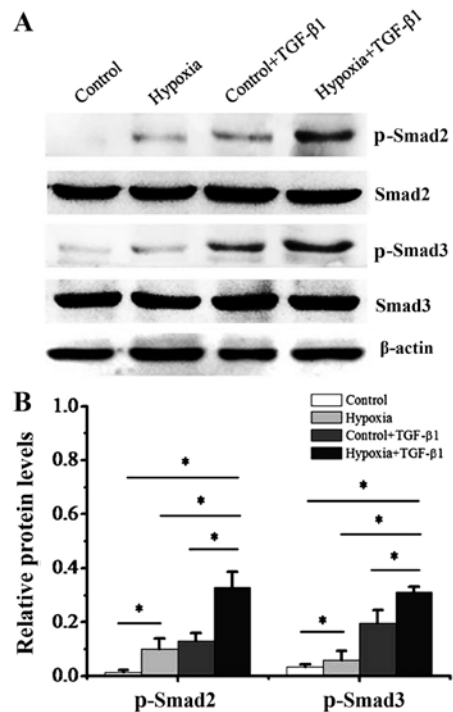 A
Control
Hypoxia
Control+TGF-β1
Hypoxia+TGF-β1
p-Smad2
Smad2
p-Smad3
Smad3
β-actin
B
Control
Hypoxia
Control+TGF-β1
Hypoxia+TGF-β1
Relative protein levels
1.0
0.8
0.6
0.4
0.2
0.0
*
*
*
*
*
*
*
*
p-Smad2
p-Smad3